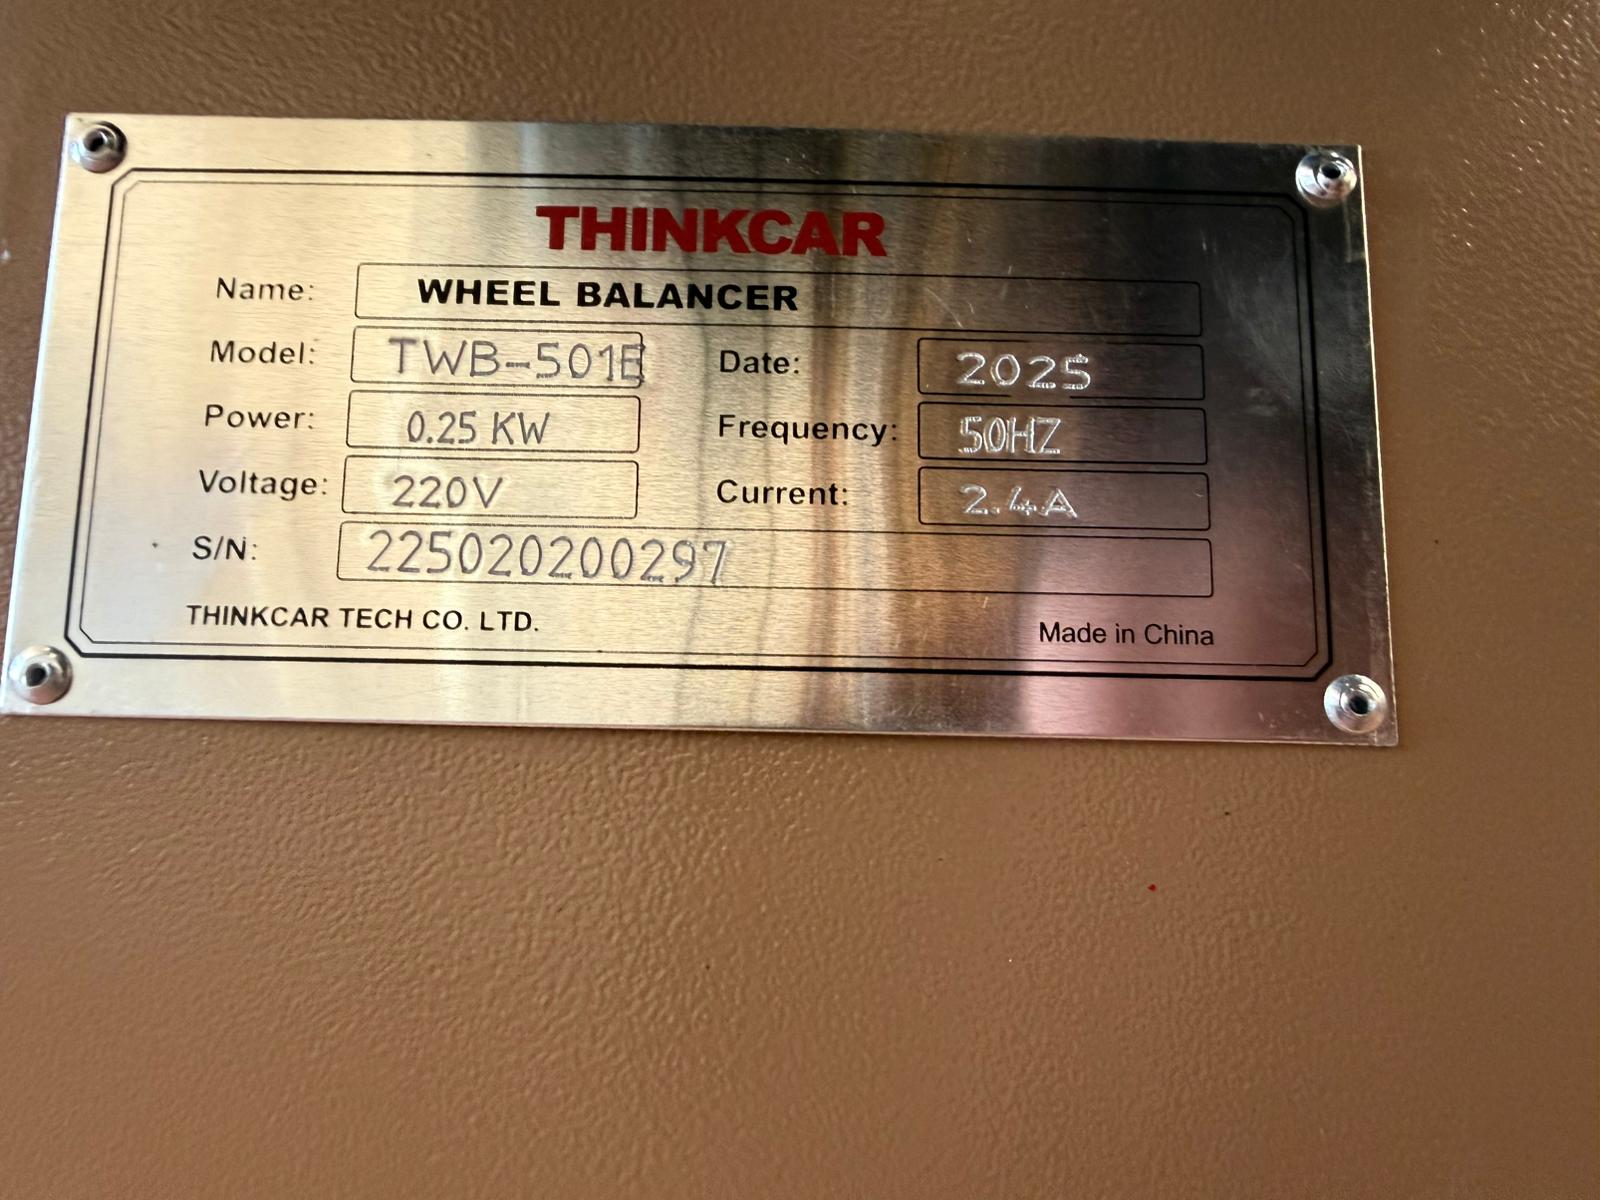 THINKCAR
Name: WHEEL BALANCER
Model: TWB-501E Date: 2025
Power: 0.25 KW Frequency: 50HZ
Voltage: 220V Current: 2.4A
S/N: 225020200297
THINKCAR TECH CO. LTD. Made in China